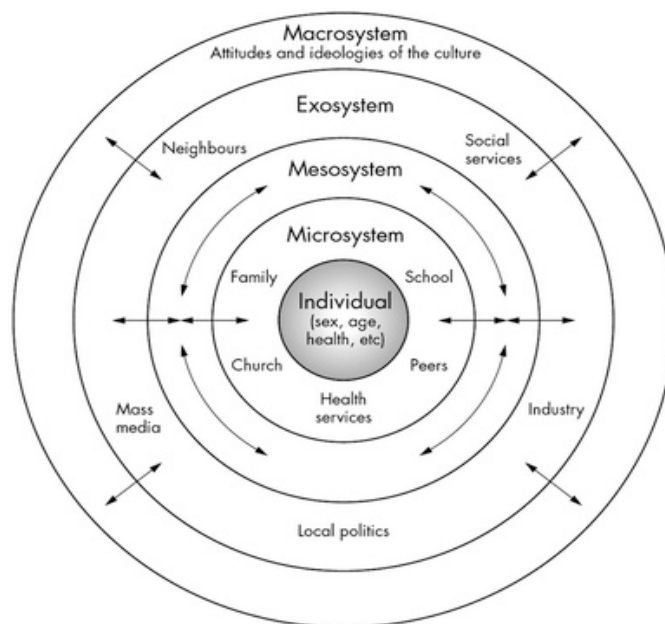 Macrosystem
Attitudes and ideologies of the culture
Exosystem
Neighbours
Social
services
Mesosystem
Microsystem
Family
School
Individual
(sex, age,
health, etc)
Church
Peers
Health
services
Mass
media
Industry
Local politics